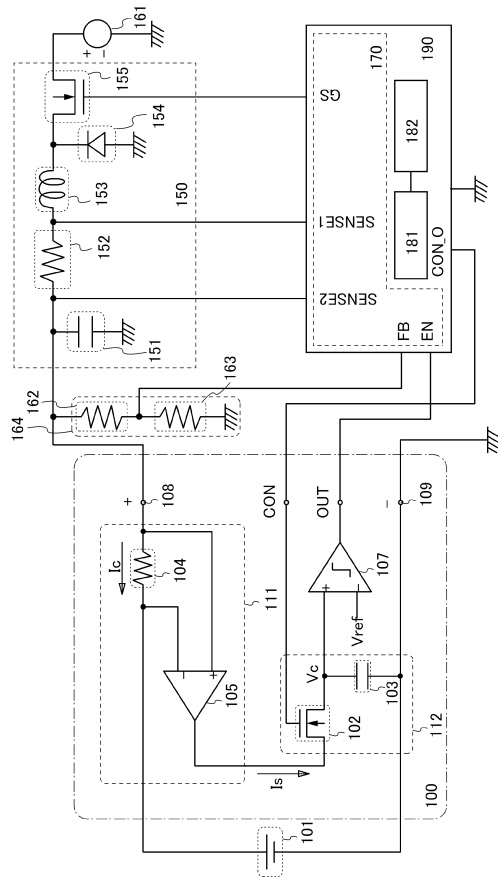 161
+
−
155
154
153
152
151
150
170
190
GS
SENSE1
SENSE2
182
181
CON_O
FB
EN
162
163
164
+
108
CON
OUT
−
109
Ic
104
111
−
+
105
107
+
−
Vref
Vc
103
102
112
Is
100
101